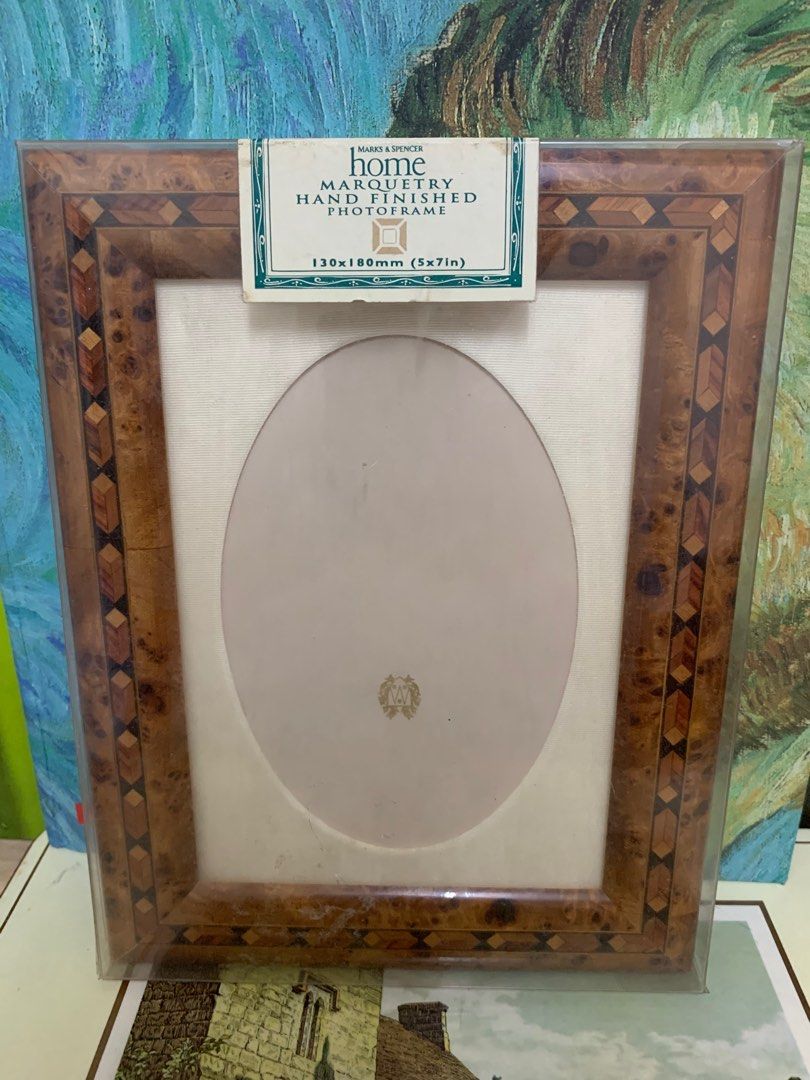 MARKS & SPENCER
home
MARQUETRY
HAND FINISHED
PHOTOFRAME
130x180mm (5x7in)